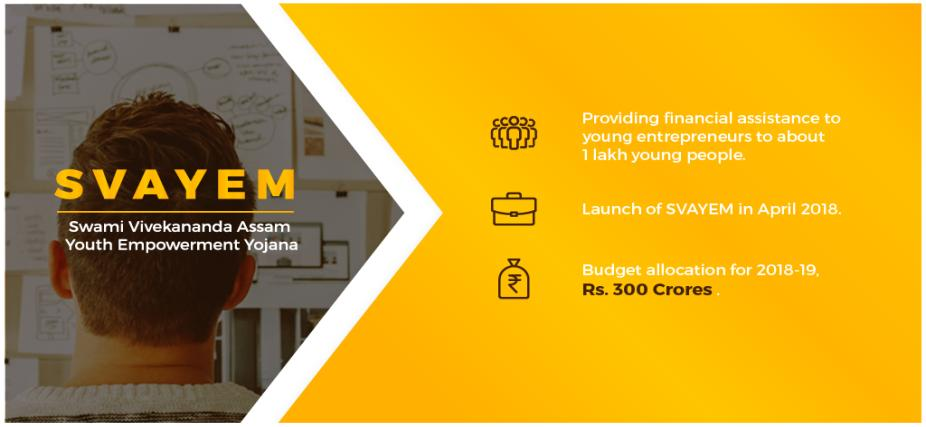 SVAYEM
Swami Vivekananda Assam
Youth Empowerment Yojana
Providing financial assistance to
young entrepreneurs to about
1 lakh young people.
Launch of SVAYEM in April 2018.
Budget allocation for 2018-19,
Rs. 300 Crores .